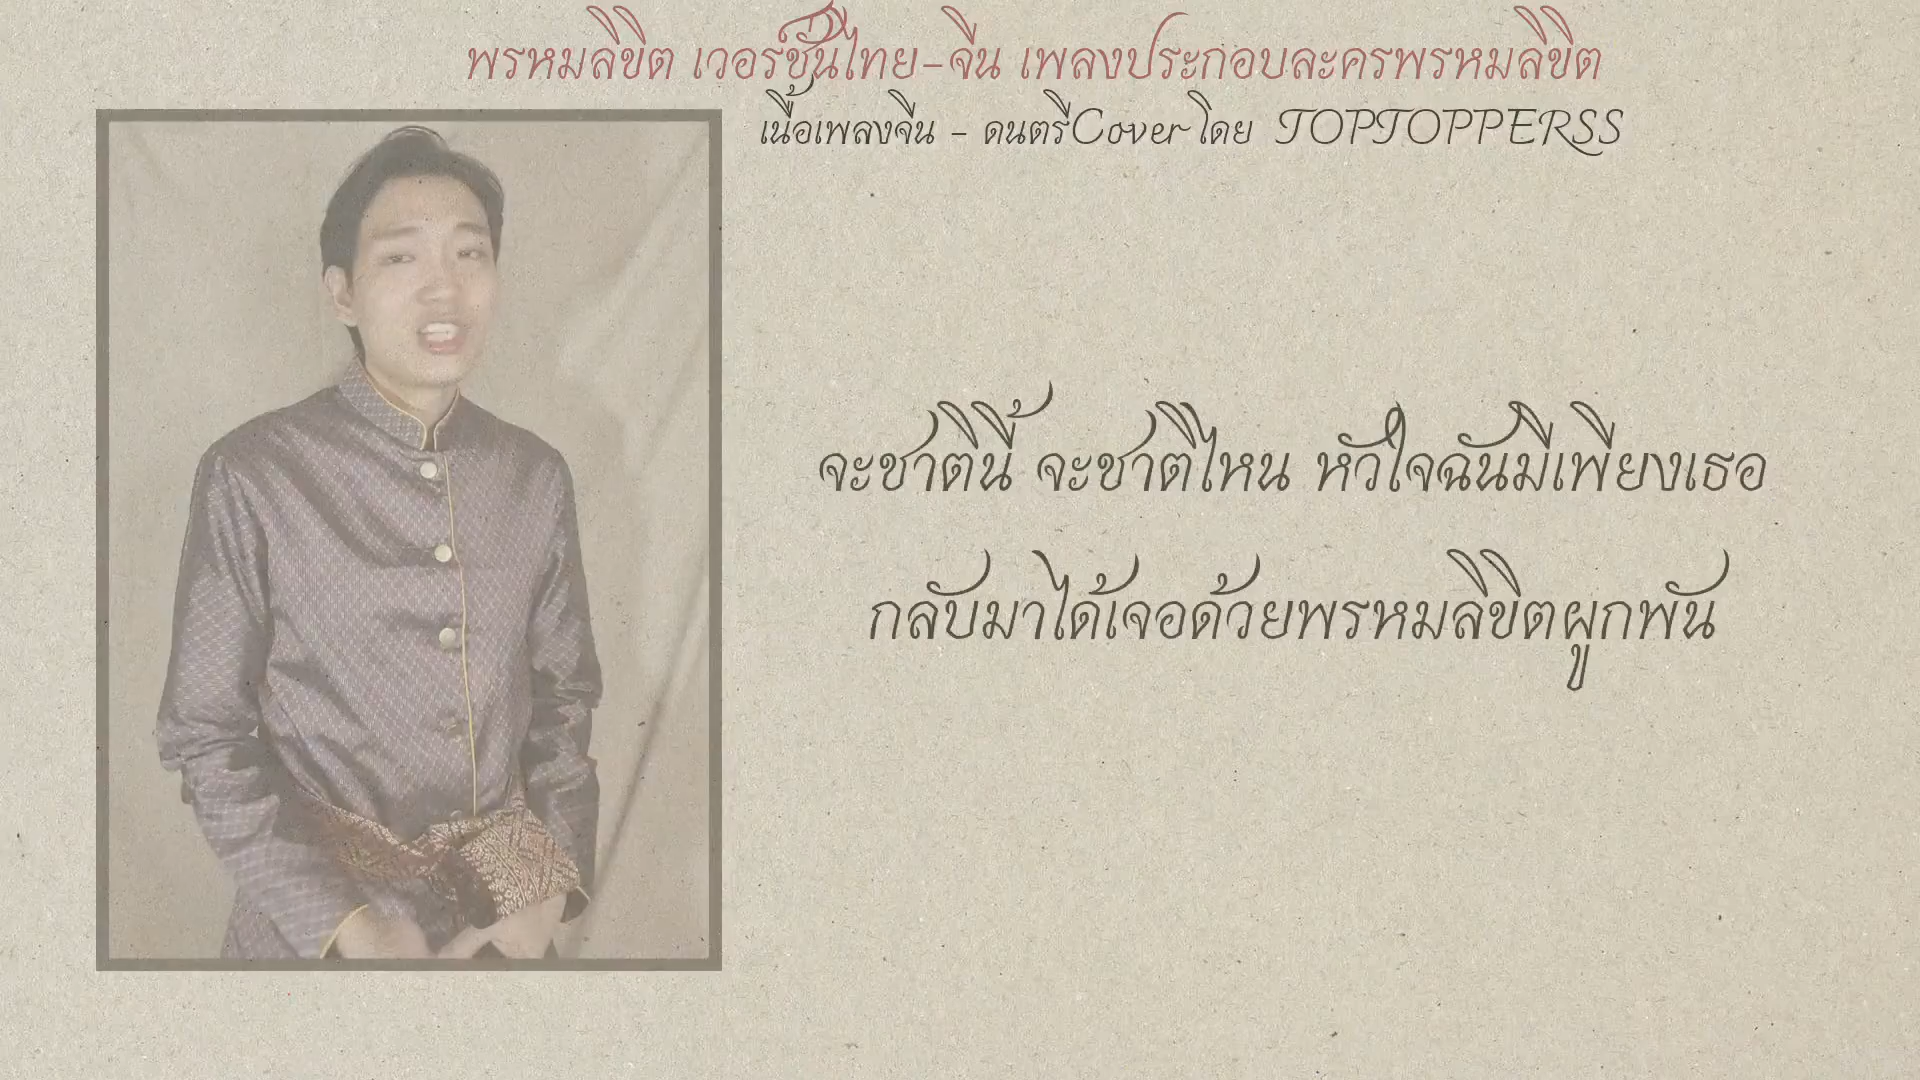 พรหมลิขิต เวอร์ชั่นไทย-จีน เพลงประกอบละครพรหมลิขิต
เนื้อเพลงจีน - ดนตรีCoverโดย TOPTOPPERSS
จะชาตินี้ จะชาติไหน หัวใจฉันมีเพียงเธอ
กลับมาได้เจอด้วยพรหมลิขิตผูกพัน